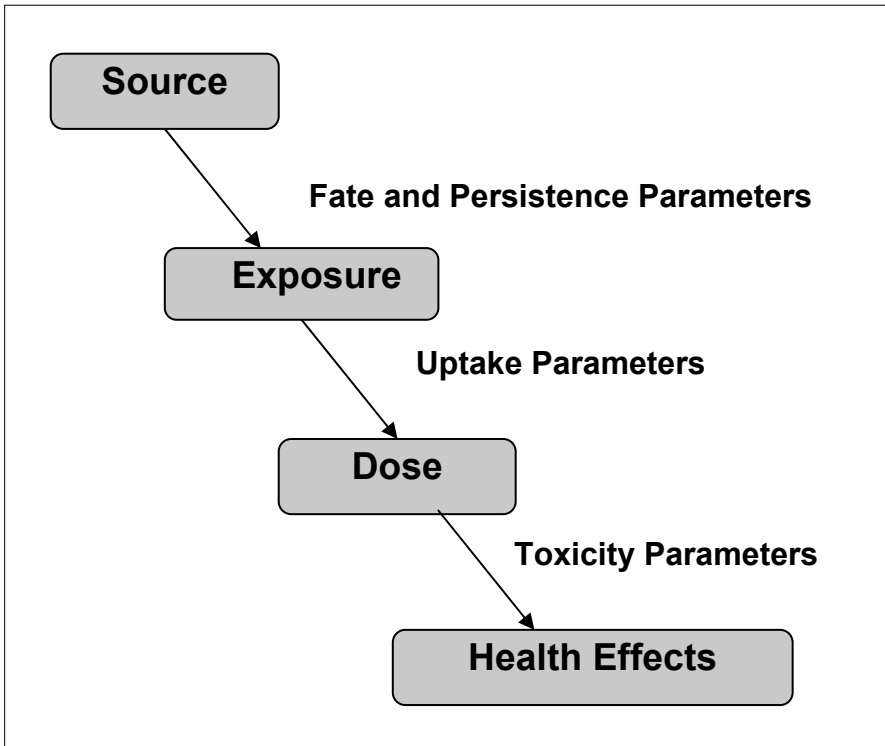 Source
Fate and Persistence Parameters
Exposure
Uptake Parameters
Dose
Toxicity Parameters
Health Effects